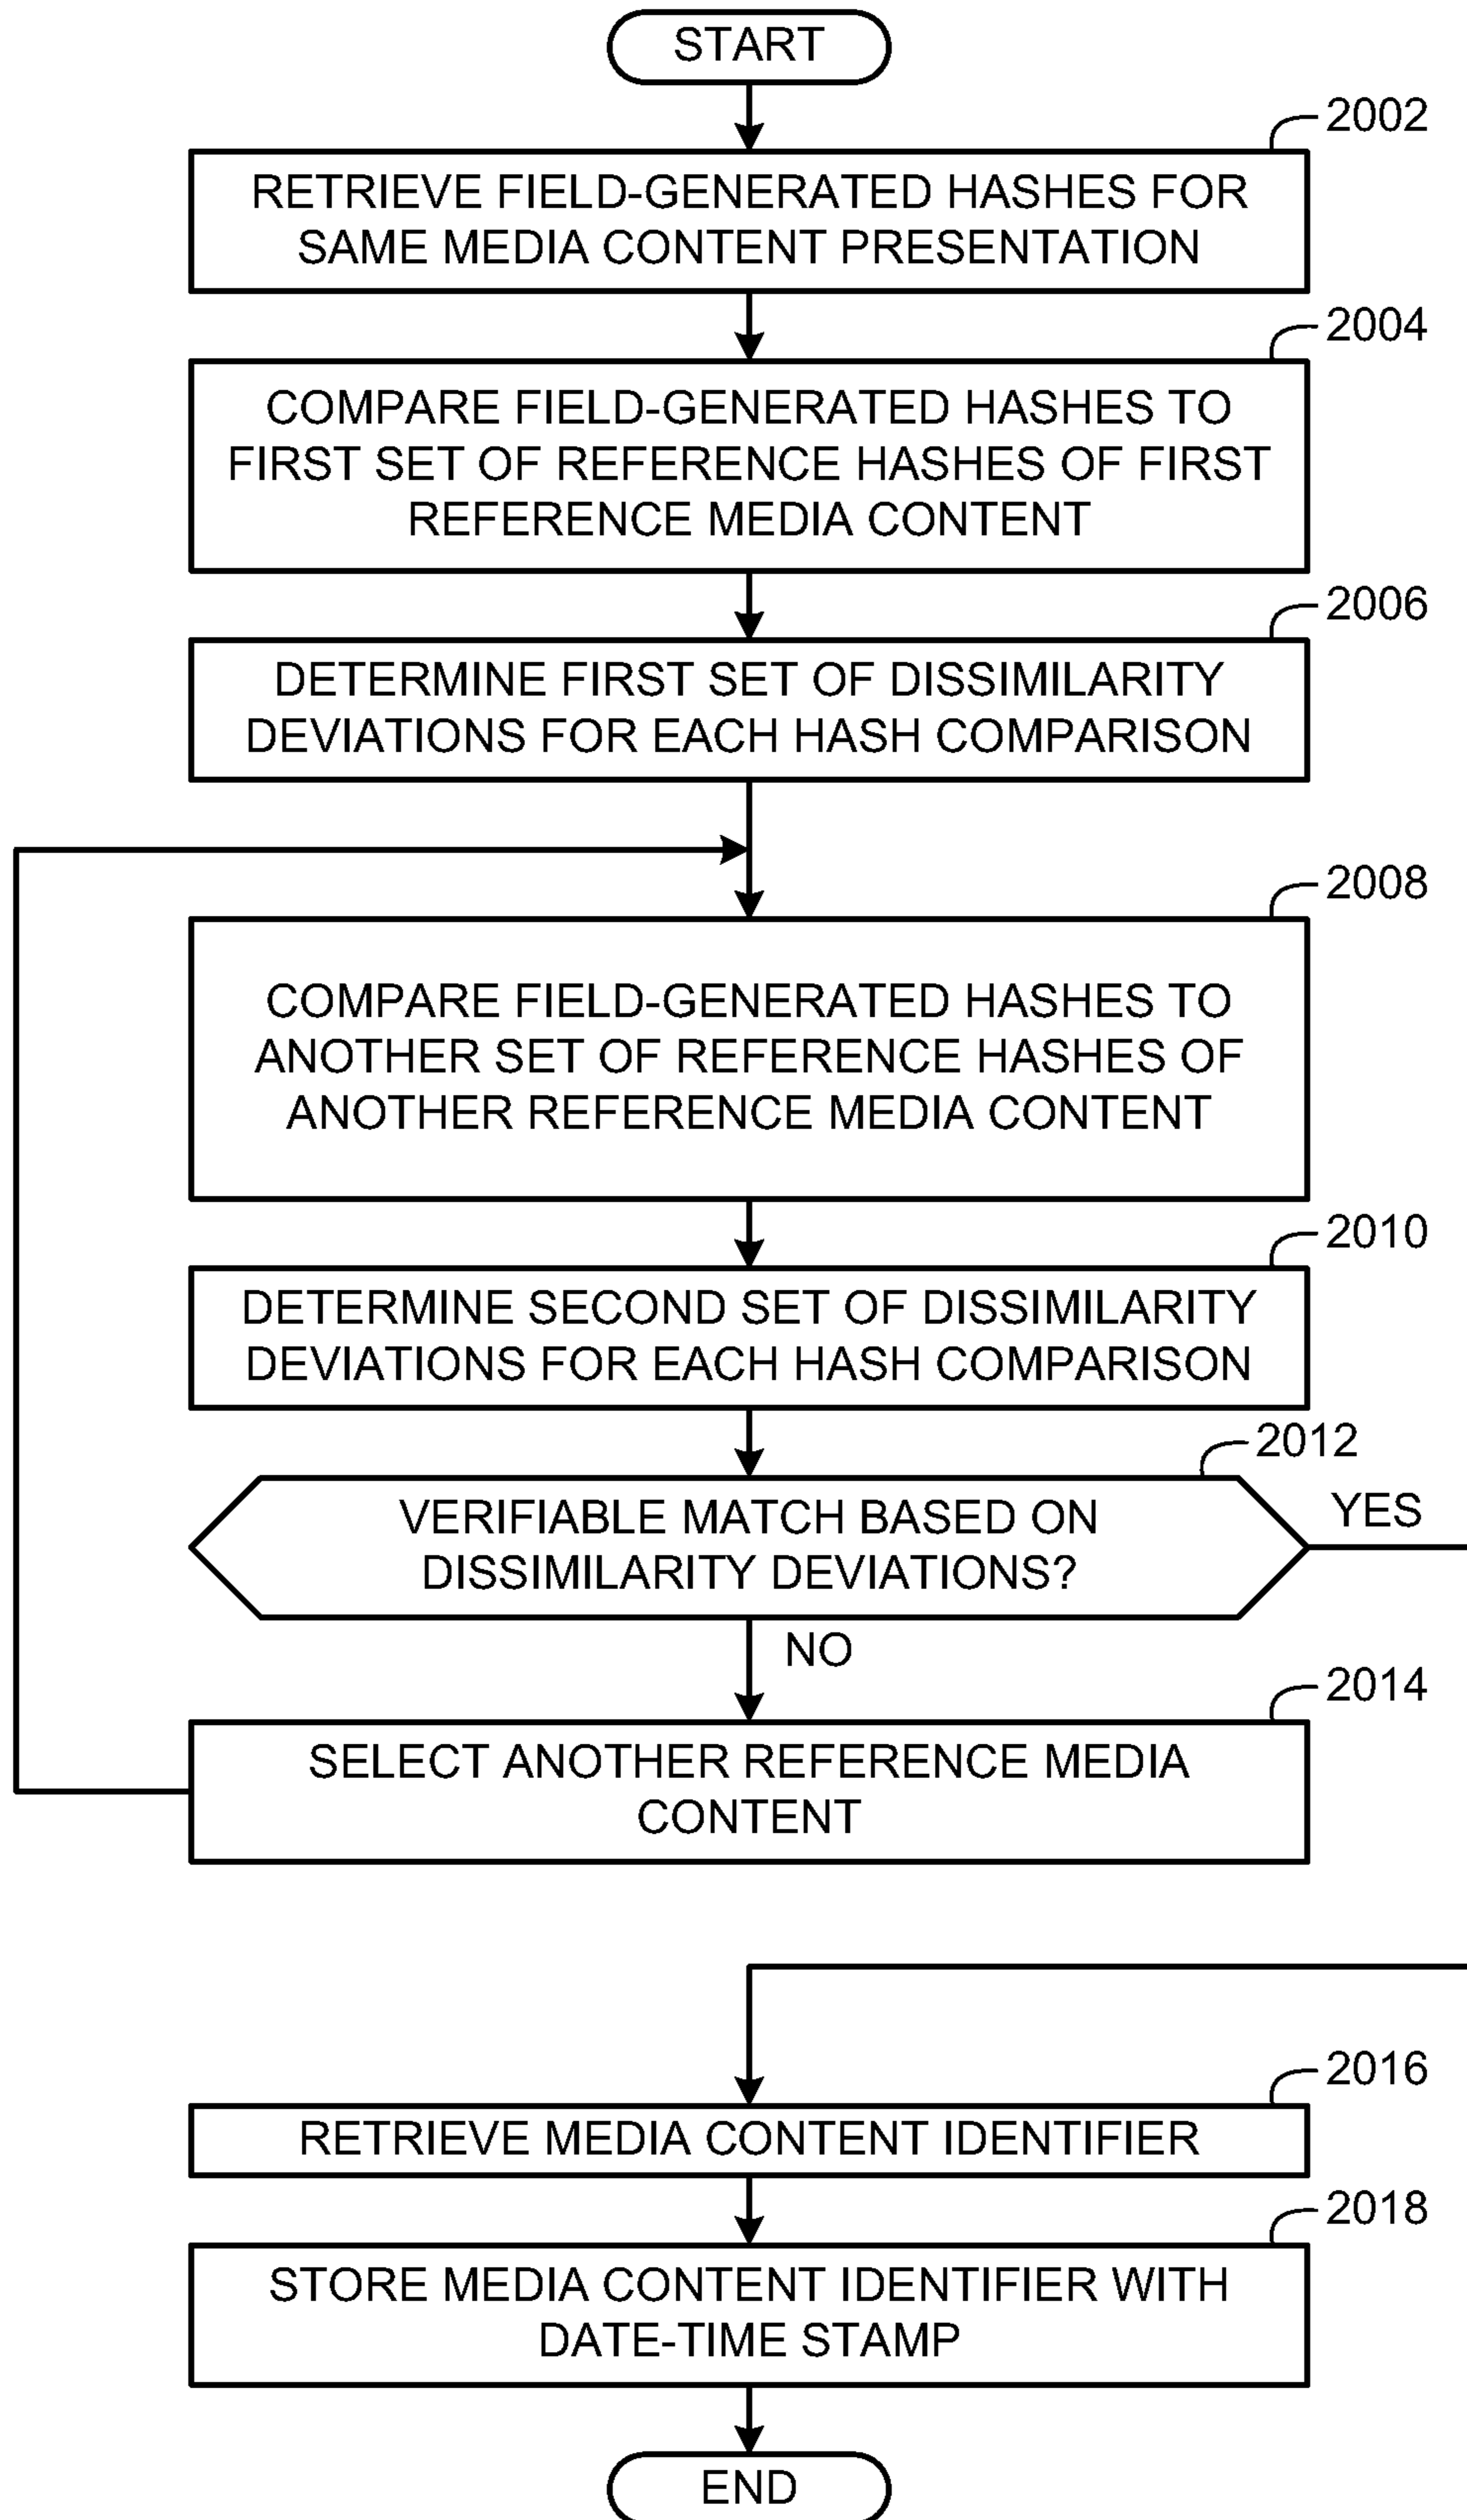 START
2002
RETRIEVE FIELD-GENERATED HASHES FOR
SAME MEDIA CONTENT PRESENTATION
2004
COMPARE FIELD-GENERATED HASHES TO
FIRST SET OF REFERENCE HASHES OF FIRST
REFERENCE MEDIA CONTENT
2006
DETERMINE FIRST SET OF DISSIMILARITY
DEVIATIONS FOR EACH HASH COMPARISON
2008
COMPARE FIELD-GENERATED HASHES TO
ANOTHER SET OF REFERENCE HASHES OF
ANOTHER REFERENCE MEDIA CONTENT
2010
DETERMINE SECOND SET OF DISSIMILARITY
DEVIATIONS FOR EACH HASH COMPARISON
2012
VERIFIABLE MATCH BASED ON
DISSIMILARITY DEVIATIONS?
YES
NO
2014
SELECT ANOTHER REFERENCE MEDIA
CONTENT
2016
RETRIEVE MEDIA CONTENT IDENTIFIER
2018
STORE MEDIA CONTENT IDENTIFIER WITH
DATE-TIME STAMP
END